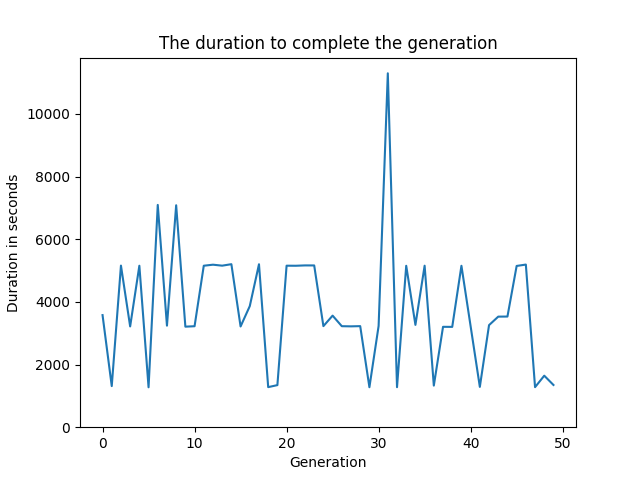 The duration to complete the generation
Duration in seconds
10000
8000
6000
4000
2000
0
0 10 20 30 40 50
Generation